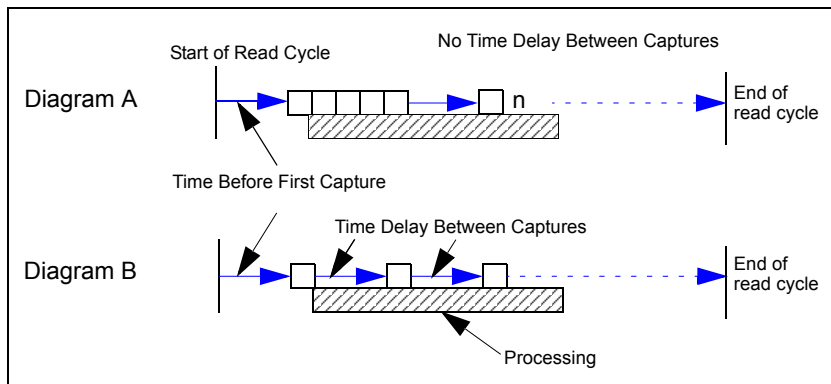 No Time Delay Between Captures
Start of Read Cycle
Diagram A
n
End of
read cycle
Time Before First Capture
Time Delay Between Captures
Diagram B
End of
read cycle
Processing